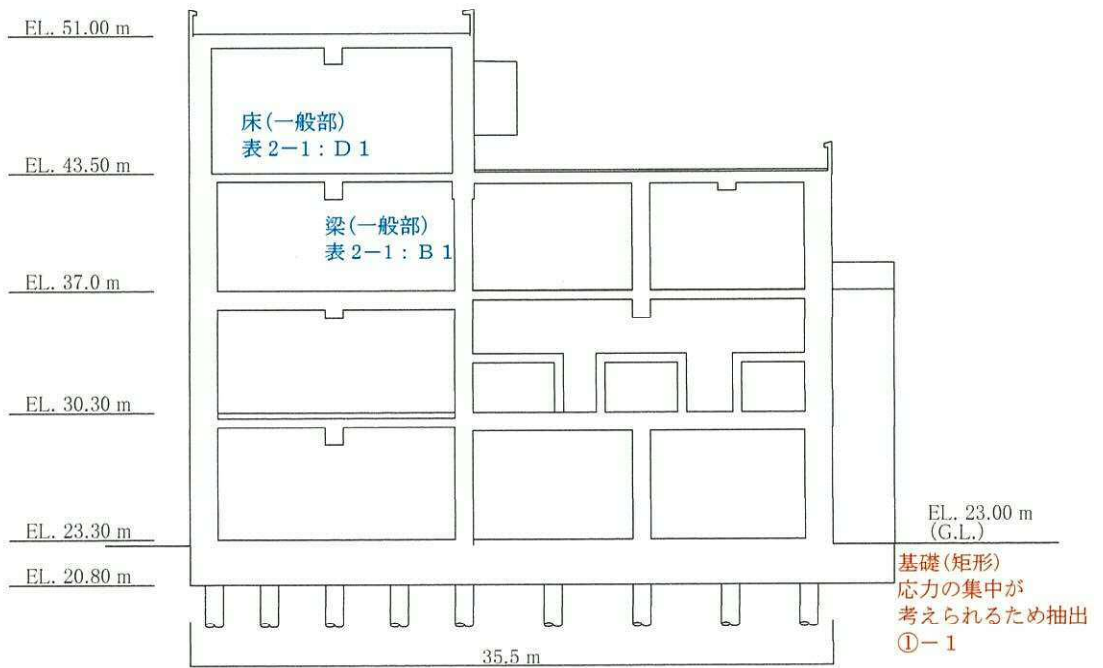 EL. 51.00 m
床(一般部)
表2-1:D1
EL. 43.50 m
梁(一般部)
表2-1:B1
EL. 37.0 m
EL. 30.30 m
EL. 23.30 m
EL. 23.00 m
(G.L.)
EL. 20.80 m
基礎(矩形)
応力の集中が
考えられるため抽出
①-1
35.5 m